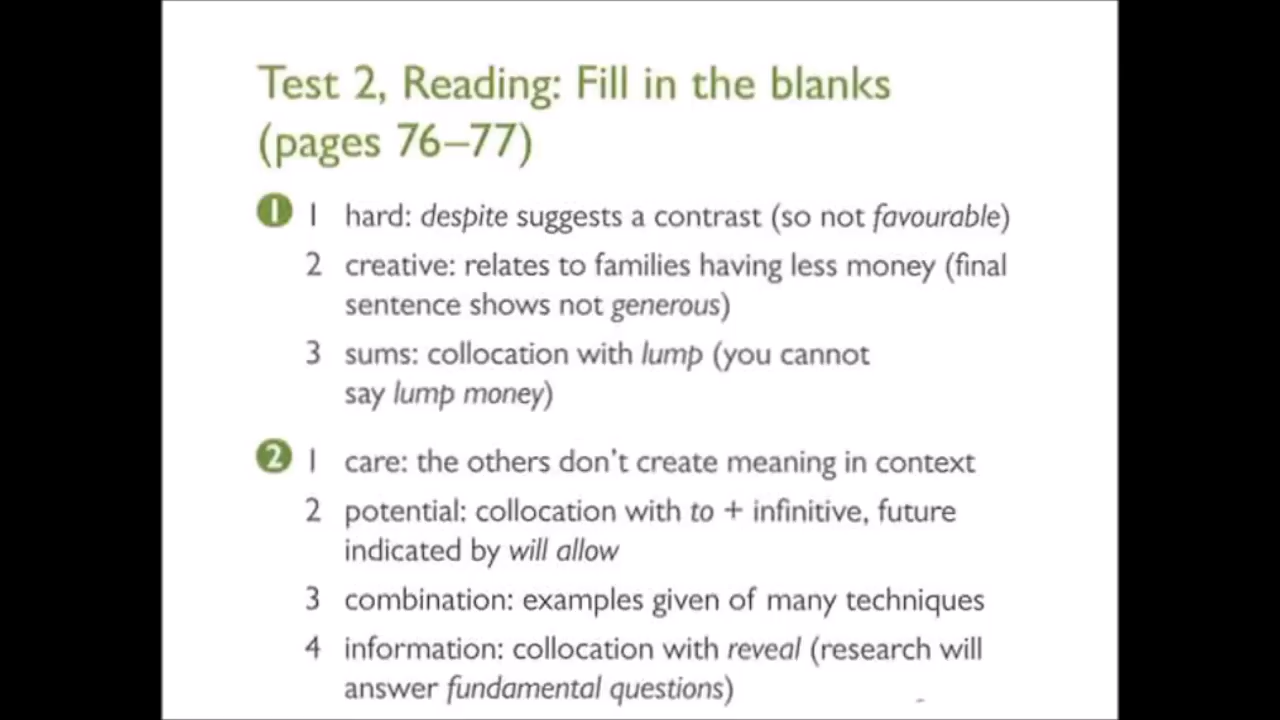 Test 2, Reading: Fill in the blanks
(pages 76–77)
1 1 hard: despite suggests a contrast (so not favourable)
2 creative: relates to families having less money (final
sentence shows not generous)
3 sums: collocation with lump (you cannot
say lump money)
2 1 care: the others don't create meaning in context
2 potential: collocation with to + infinitive, future
indicated by will allow
3 combination: examples given of many techniques
4 information: collocation with reveal (research will
answer fundamental questions)